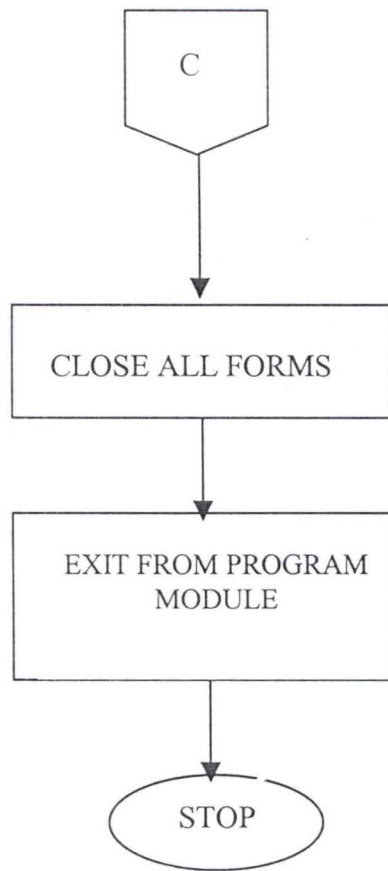 C
CLOSE ALL FORMS
EXIT FROM PROGRAM
MODULE
STOP